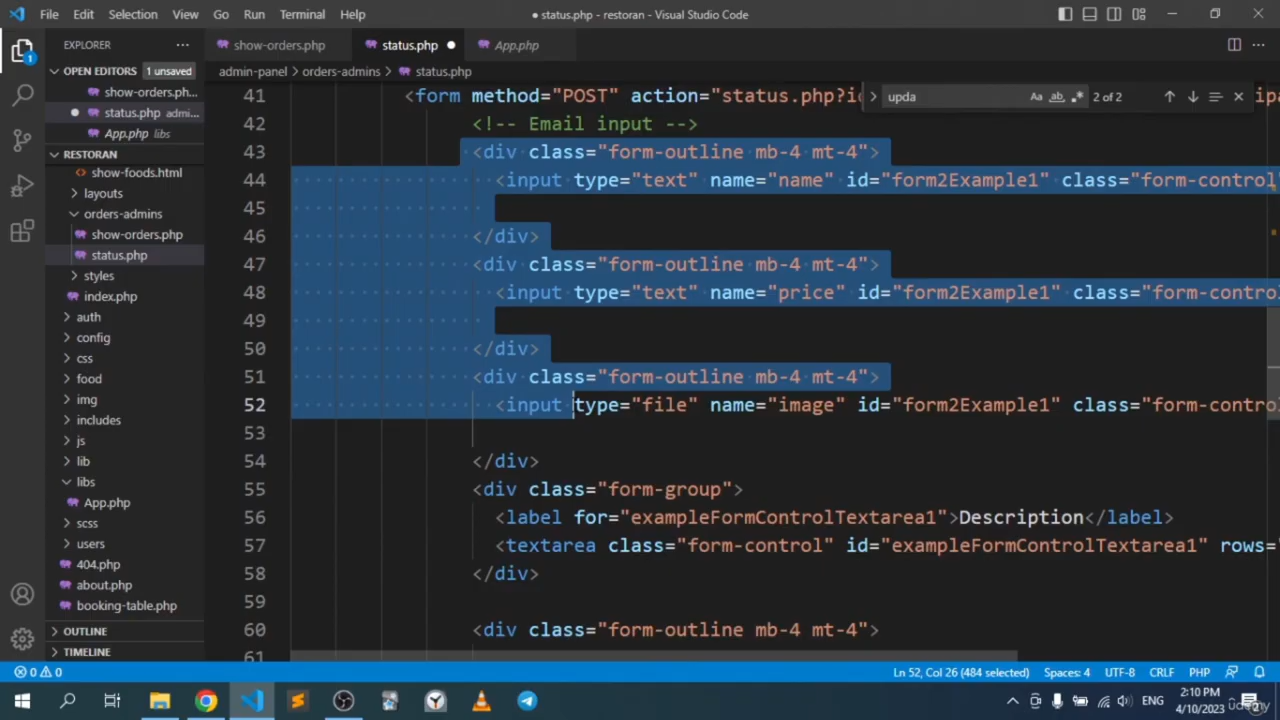 File Edit Selection View Go Run Terminal Help
● status.php - restoran - Visual Studio Code
EXPLORER
show-orders.php
status.php
App.php
OPEN EDITORS 1 unsaved
admin-panel > orders-admins > status.php
show-orders.ph...
status.php admi...
App.php libs
upda
Aa ab .*
2 of 2
RESTORAN
show-foods.html
layouts
orders-admins
show-orders.php
status.php
styles
index.php
auth
config
css
food
img
includes
js
lib
libs
App.php
scss
users
404.php
about.php
booking-table.php
OUTLINE
TIMELINE
41 <form method="POST" action="status.php?id
42 <!-- Email input -->
43 <div class="form-outline mb-4 mt-4">
44 <input type="text" name="name" id="form2Example1" class="form-control
45
46 </div>
47 <div class="form-outline mb-4 mt-4">
48 <input type="text" name="price" id="form2Example1" class="form-contro
49
50 </div>
51 <div class="form-outline mb-4 mt-4">
52 <input type="file" name="image" id="form2Example1" class="form-contro
53
54 </div>
55 <div class="form-group">
56 <label for="exampleFormControlTextarea1">Description</label>
57 <textarea class="form-control" id="exampleFormControlTextarea1" rows="
58 </div>
59
60 <div class="form-outline mb-4 mt-4">
61
0 0
Ln 52, Col 26 (484 selected) Spaces: 4 UTF-8 CRLF PHP
ENG
2:10 PM
4/10/2023
udemy